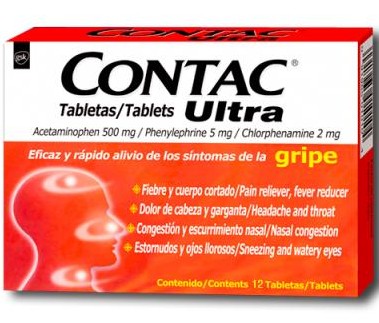 gsk
CONTAC®
Tabletas/Tablets Ultra
Acetaminophen 500 mg / Phenylephrine 5 mg / Chlorphenamine 2 mg
Eficaz y rápido alivio de los síntomas de la gripe
Fiebre y cuerpo cortado/Pain reliever, fever reducer
Dolor de cabeza y garganta/Headache and throat
Congestión y escurrimiento nasal/Nasal congestion
Estornudos y ojos llorosos/Sneezing and watery eyes
Contenido/Contents 12 Tabletas/Tablets